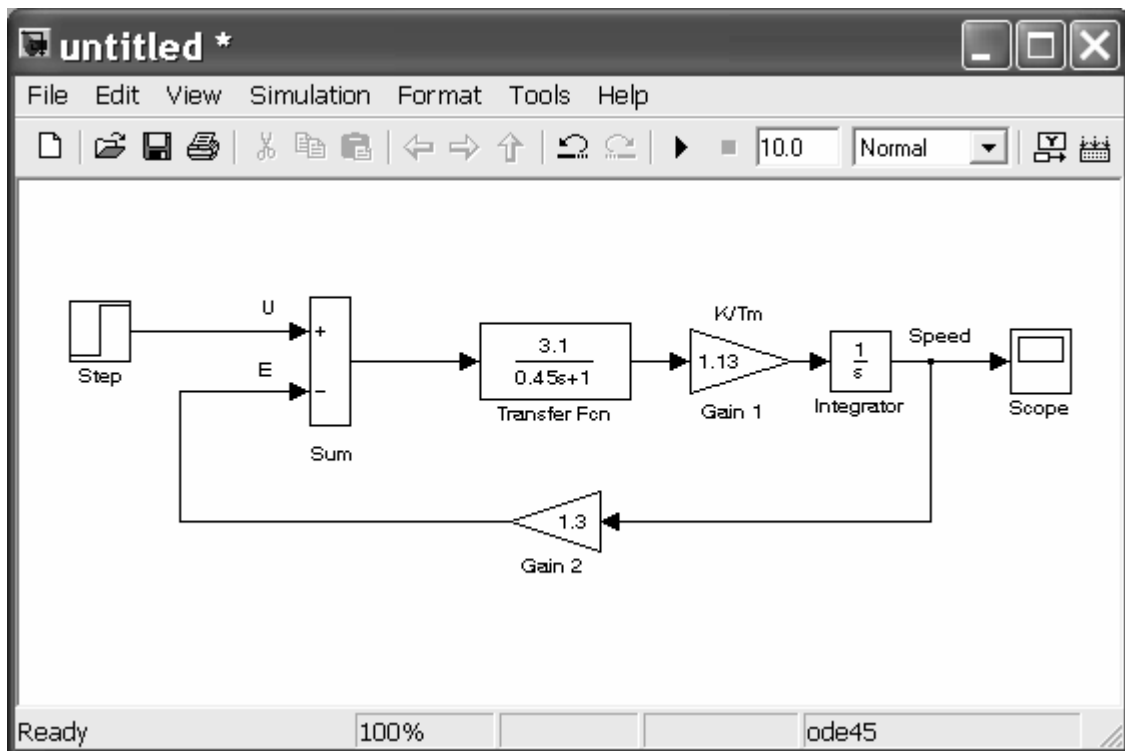 untitled *
File Edit View Simulation Format Tools Help
10.0 Normal
U
E
+
−
Step
Sum
3.1
0.45s+1
Transfer Fcn
K/Tm
1.13
Gain 1
1
s
Integrator
Speed
Scope
1.3
Gain 2
Ready 100% ode45